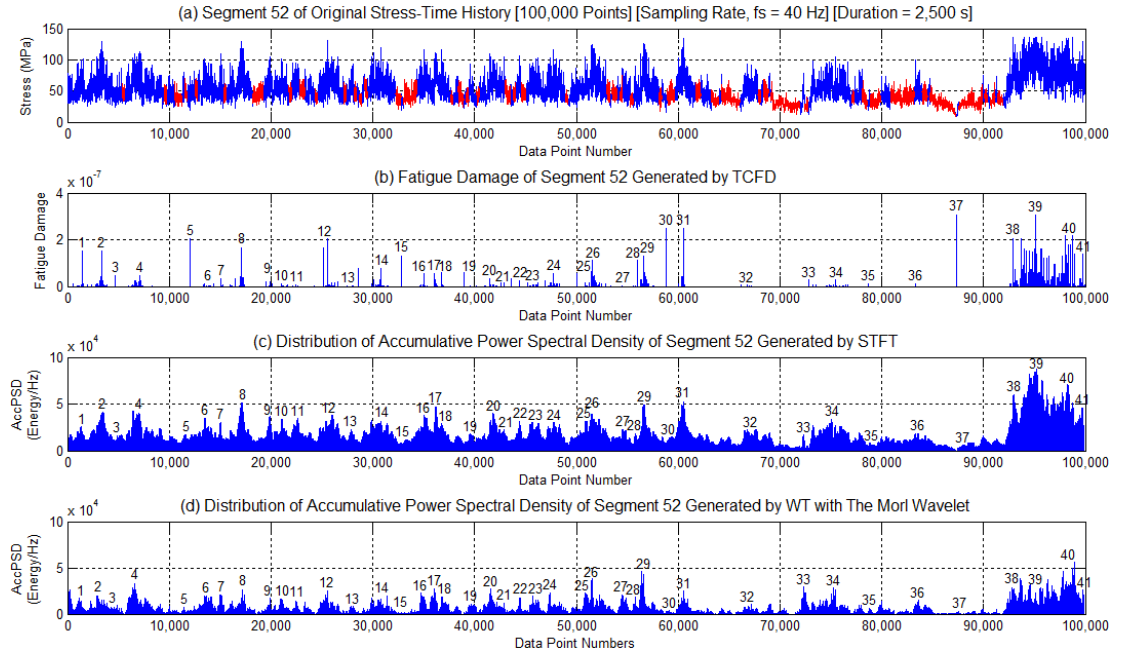 (a) Segment 52 of Original Stress-Time History [100,000 Points] [Sampling Rate, fs = 40 Hz] [Duration = 2,500 s]
150
100
50
0
Stress (MPa)
0 10,000 20,000 30,000 40,000 50,000 60,000 70,000 80,000 90,000 100,000
Data Point Number
(b) Fatigue Damage of Segment 52 Generated by TCFD
x 10^-7
4
2
0
Fatigue Damage
1 2 3 4 5 6 7 8 9 10 11 12 13 14 15 16 17 18 19 20 21 22 23 24 25 26 27 28 29 30 31 32 33 34 35 36 37 38 39 40 41
0 10,000 20,000 30,000 40,000 50,000 60,000 70,000 80,000 90,000 100,000
Data Point Number
(c) Distribution of Accumulative Power Spectral Density of Segment 52 Generated by STFT
x 10^4
10
5
0
AccPSD
(Energy/Hz)
1 2 3 4 5 6 7 8 9 10 11 12 13 14 15 16 17 18 19 20 21 22 23 24 25 26 27 28 29 30 31 32 33 34 35 36 37 38 39 40 41
0 10,000 20,000 30,000 40,000 50,000 60,000 70,000 80,000 90,000 100,000
Data Point Number
(d) Distribution of Accumulative Power Spectral Density of Segment 52 Generated by WT with The Morl Wavelet
x 10^4
10
5
0
AccPSD
(Energy/Hz)
1 2 3 4 5 6 7 8 9 10 11 12 13 14 15 16 17 18 19 20 21 22 23 24 25 26 27 28 29 30 31 32 33 34 35 36 37 38 39 40 41
0 10,000 20,000 30,000 40,000 50,000 60,000 70,000 80,000 90,000 100,000
Data Point Numbers